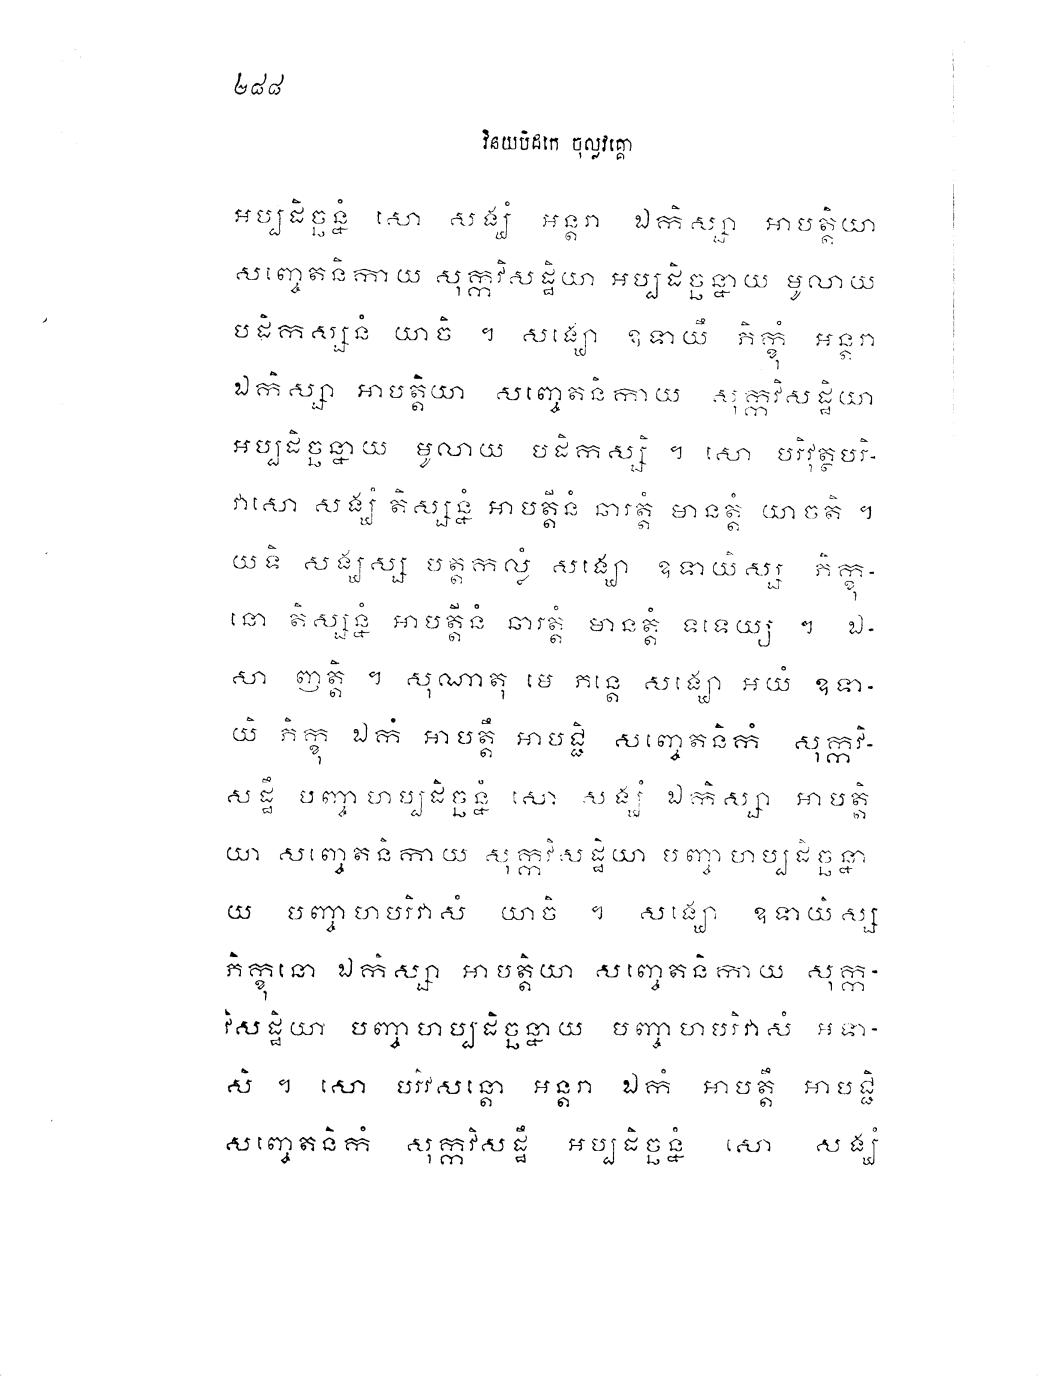 ២៨៨
វិនយបិដកេ ចុល្លវគ្គោ
អប្បដិច្ឆន្នំ សោ សង្ឃំ អន្តរា ឯកិស្សា អាបត្តិយា
សញ្ចេតនិកាយ សុក្កវិសដ្ឋិយា អប្បដិច្ឆន្នាយ មូលាយ
បដិកស្សនំ យាចិ ។ សង្ឃោ ឧទាយឹ ភិក្ខុំ អន្តរា
ឯកិស្សា អាបត្តិយា សញ្ចេតនិកាយ សុក្កវិសដ្ឋិយា
អប្បដិច្ឆន្នាយ មូលាយ បដិកស្សិ ។ សោ បរិវុត្ថបរិ-
វាសោ សង្ឃំ តិស្សន្នំ អាបត្តីនំ ឆារត្តំ មានត្តំ យាចតិ ។
យទិ សង្ឃស្ស បត្តកល្លំ សង្ឃោ ឧទាយិស្ស ភិក្ខុ-
នោ តិស្សន្នំ អាបត្តីនំ ឆារត្តំ មានត្តំ ទទេយ្យ ។ ឯ-
សា ញត្តិ ។ សុណាតុ មេ ភន្តេ សង្ឃោ អយំ ឧទា-
យិ ភិក្ខុ ឯកំ អាបត្តឹ អាបជ្ជិ សញ្ចេតនិកំ សុក្កវិ-
សដ្ឋឹ បញ្ចាហប្បដិច្ឆន្នំ សោ សង្ឃំ ឯកិស្សា អាបត្តិ
យា សញ្ចេតនិកាយ សុក្កវិសដ្ឋិយា បញ្ចាហប្បដិច្ឆន្នា
យ បញ្ចាហបរិវាសំ យាចិ ។ សង្ឃោ ឧទាយិស្ស
ភិក្ខុនោ ឯកិស្សា អាបត្តិយា សញ្ចេតនិកាយ សុក្ក-
វិសដ្ឋិយា បញ្ចាហប្បដិច្ឆន្នាយ បញ្ចាហបរិវាសំ អទា-
សិ ។ សោ បរិវសន្តោ អន្តរា ឯកំ អាបត្តឹ អាបជ្ជិ
សញ្ចេតនិកំ សុក្កវិសដ្ឋឹ អប្បដិច្ឆន្នំ សោ សង្ឃំ